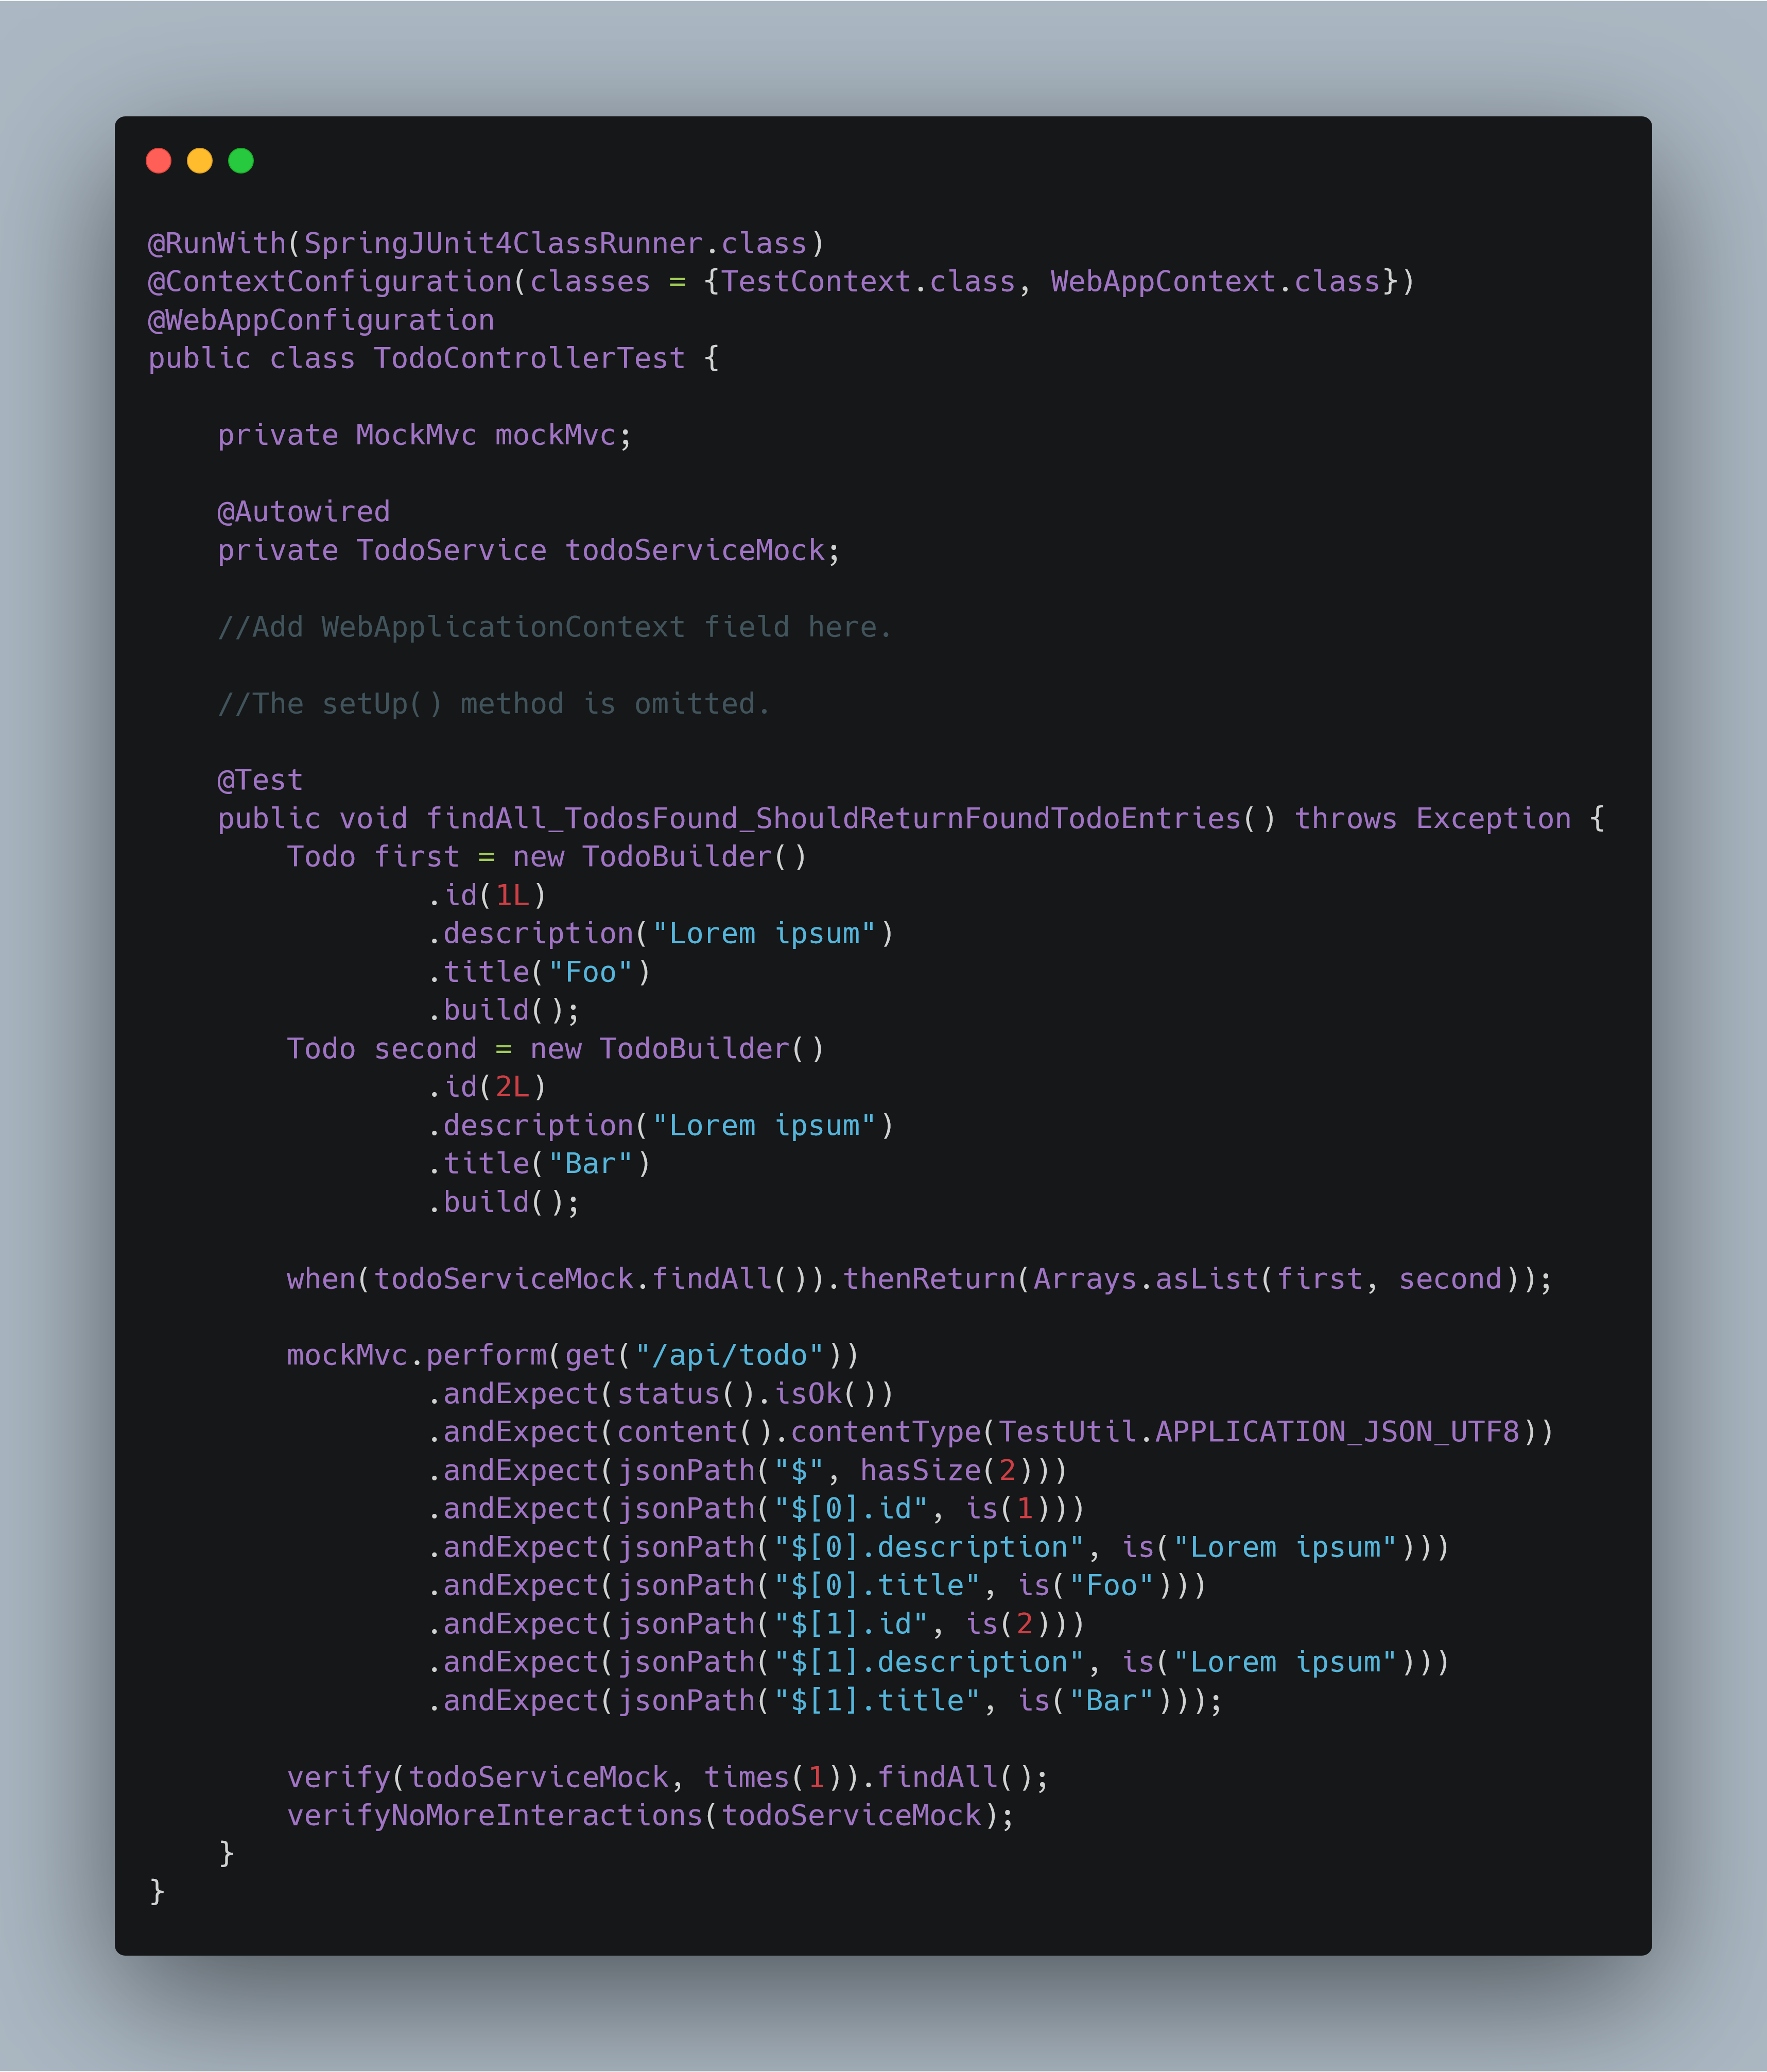 @RunWith(SpringJUnit4ClassRunner.class)
@ContextConfiguration(classes = {TestContext.class, WebAppContext.class})
@WebAppConfiguration
public class TodoControllerTest {

    private MockMvc mockMvc;

    @Autowired
    private TodoService todoServiceMock;

    //Add WebApplicationContext field here.

    //The setUp() method is omitted.

    @Test
    public void findAll_TodosFound_ShouldReturnFoundTodoEntries() throws Exception {
        Todo first = new TodoBuilder()
                .id(1L)
                .description("Lorem ipsum")
                .title("Foo")
                .build();
        Todo second = new TodoBuilder()
                .id(2L)
                .description("Lorem ipsum")
                .title("Bar")
                .build();

        when(todoServiceMock.findAll()).thenReturn(Arrays.asList(first, second));

        mockMvc.perform(get("/api/todo"))
                .andExpect(status().isOk())
                .andExpect(content().contentType(TestUtil.APPLICATION_JSON_UTF8))
                .andExpect(jsonPath("$", hasSize(2)))
                .andExpect(jsonPath("$[0].id", is(1)))
                .andExpect(jsonPath("$[0].description", is("Lorem ipsum")))
                .andExpect(jsonPath("$[0].title", is("Foo")))
                .andExpect(jsonPath("$[1].id", is(2)))
                .andExpect(jsonPath("$[1].description", is("Lorem ipsum")))
                .andExpect(jsonPath("$[1].title", is("Bar")));

        verify(todoServiceMock, times(1)).findAll();
        verifyNoMoreInteractions(todoServiceMock);
    }
}